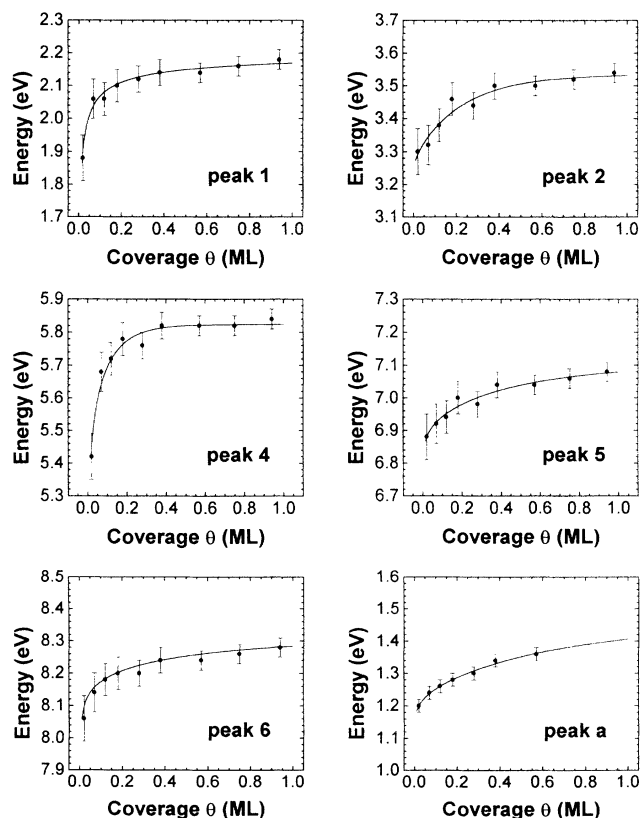 2.3
2.2
2.1
2.0
1.9
1.8
1.7
Energy (eV)
peak 1
0.0 0.2 0.4 0.6 0.8 1.0
Coverage θ (ML)
3.7
3.6
3.5
3.4
3.3
3.2
3.1
Energy (eV)
peak 2
0.0 0.2 0.4 0.6 0.8 1.0
Coverage θ (ML)
5.9
5.8
5.7
5.6
5.5
5.4
5.3
Energy (eV)
peak 4
0.0 0.2 0.4 0.6 0.8 1.0
Coverage θ (ML)
7.3
7.2
7.1
7.0
6.9
6.8
6.7
Energy (eV)
peak 5
0.0 0.2 0.4 0.6 0.8 1.0
Coverage θ (ML)
8.5
8.4
8.3
8.2
8.1
8.0
7.9
Energy (eV)
peak 6
0.0 0.2 0.4 0.6 0.8 1.0
Coverage θ (ML)
1.6
1.5
1.4
1.3
1.2
1.1
1.0
Energy (eV)
peak a
0.0 0.2 0.4 0.6 0.8 1.0
Coverage θ (ML)